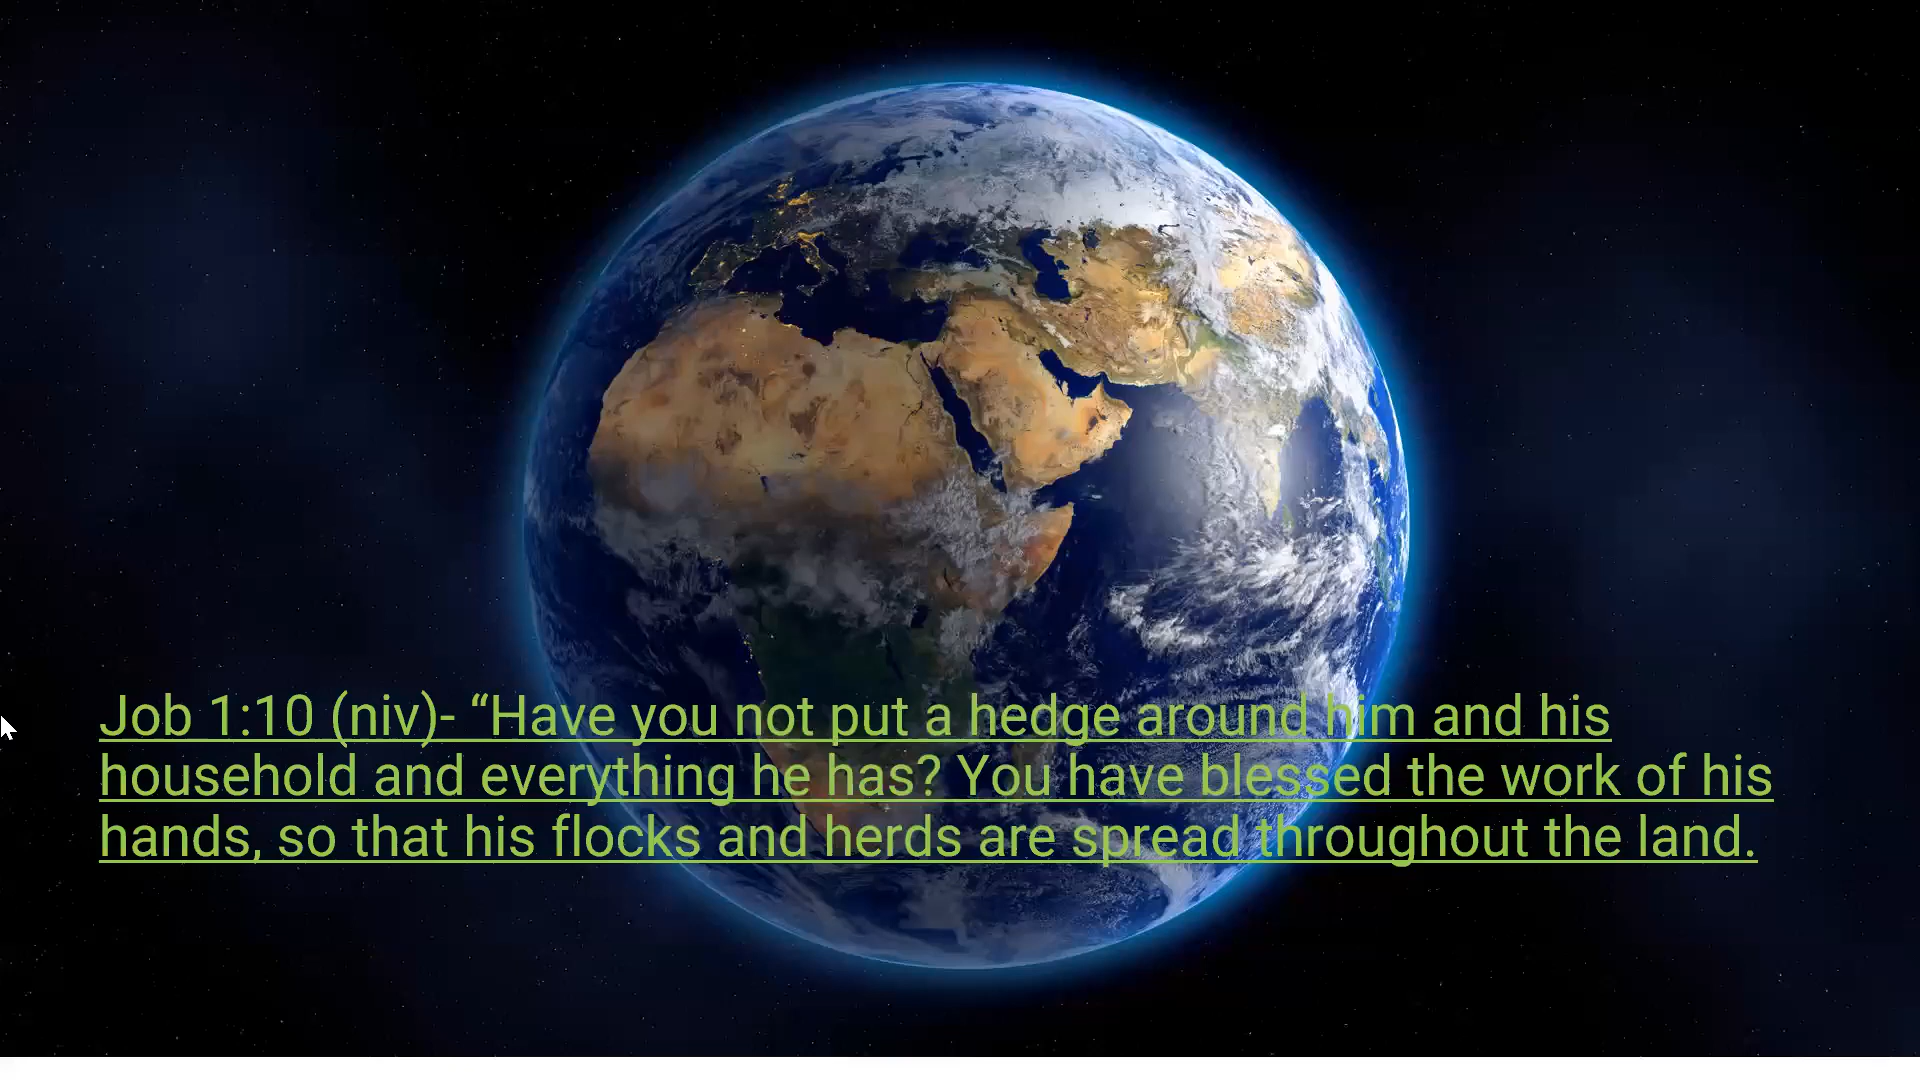 Job 1:10 (niv)- “Have you not put a hedge around him and his
household and everything he has? You have blessed the work of his
hands, so that his flocks and herds are spread throughout the land.